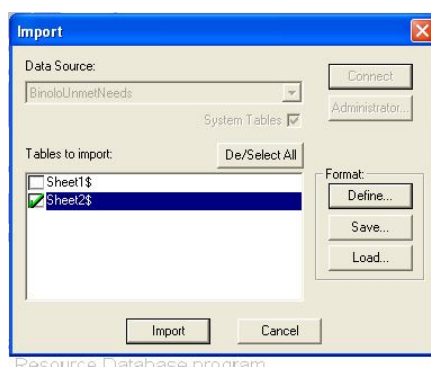 Import
Data Source:
BinoloUnmetNeeds
Connect
System Tables
Administrator...
Tables to import:
De/Select All
Sheet1$
Sheet2$
Format:
Define...
Save...
Load...
Import
Cancel
Resource Database program